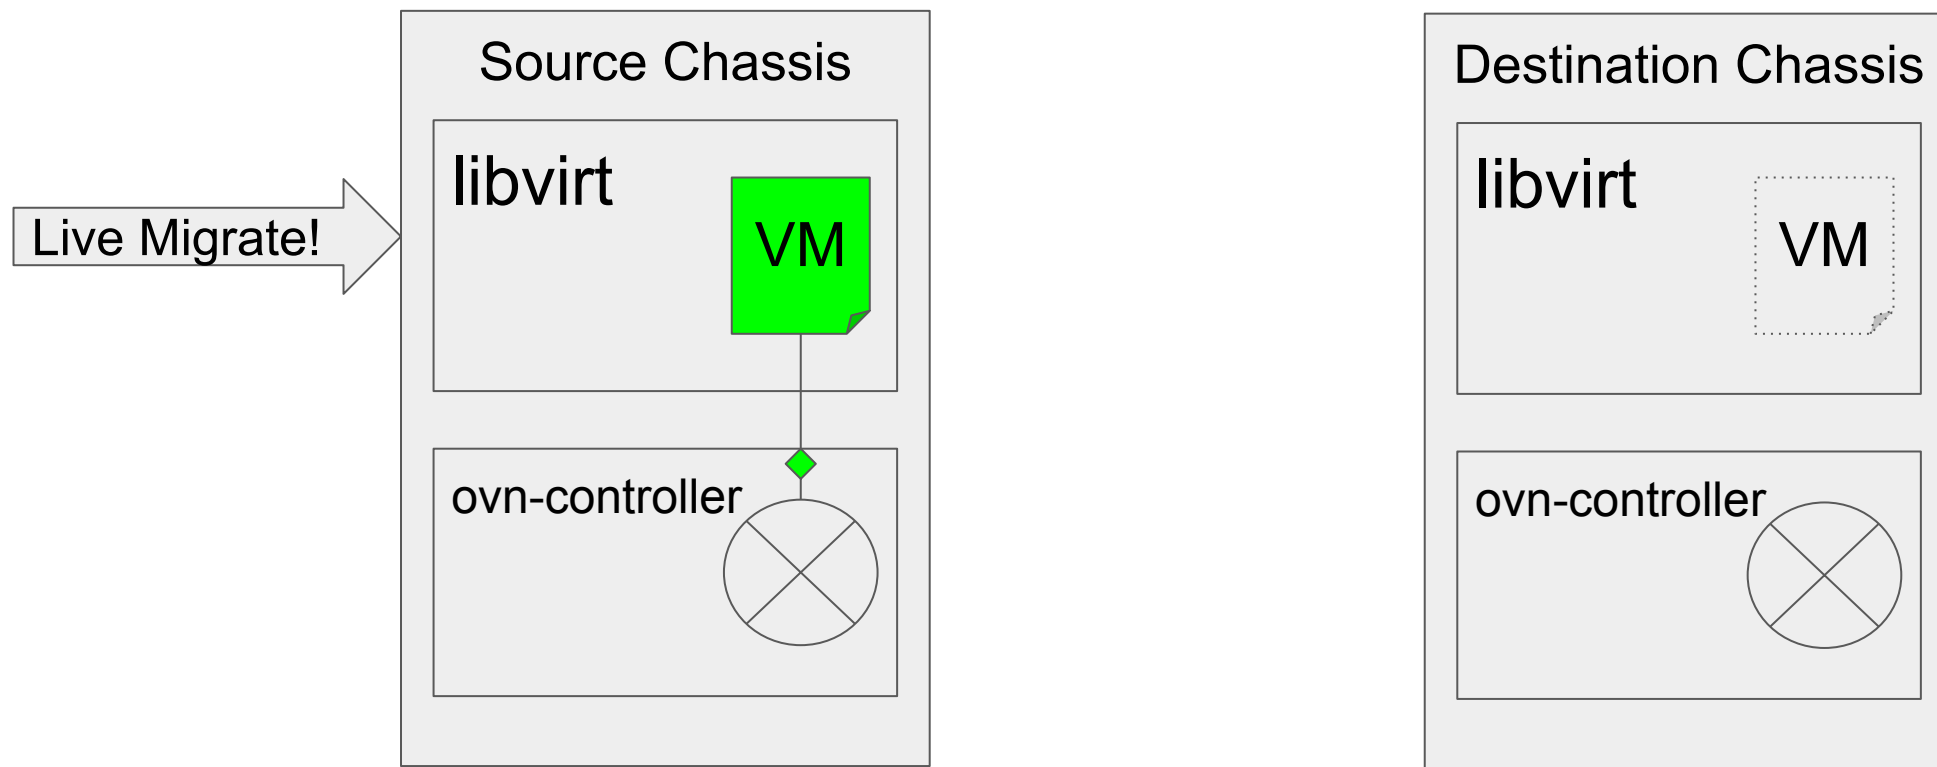 Live Migrate!
Source Chassis
libvirt
VM
ovn-controller
Destination Chassis
libvirt
VM
ovn-controller